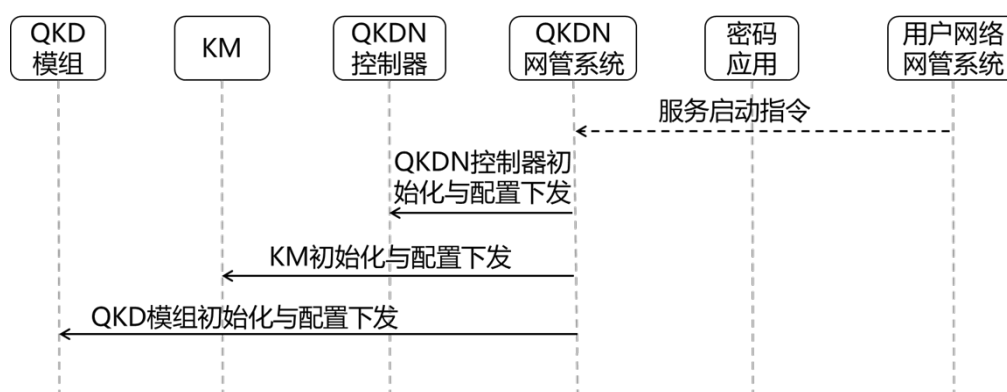 QKD
模组
KM
QKDN
控制器
QKDN
网管系统
密码
应用
用户网络
网管系统
服务启动指令
QKDN控制器初
始化与配置下发
KM初始化与配置下发
QKD模组初始化与配置下发